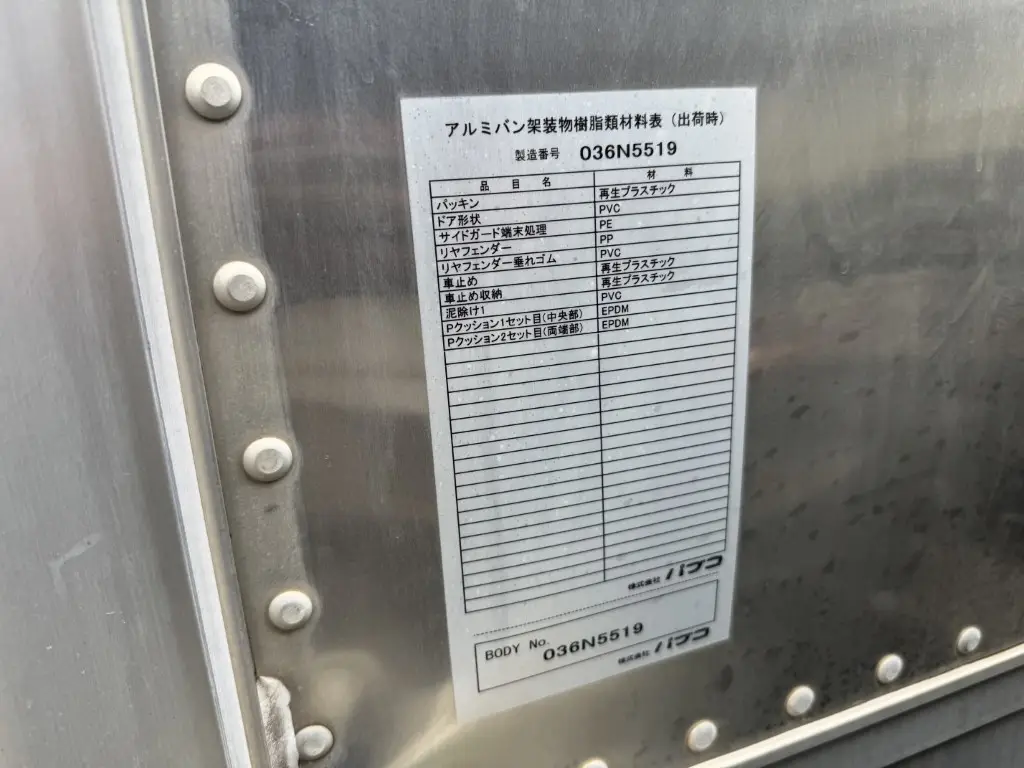 アルミバン架装物樹脂類材料表（出荷時）
製造番号 036N5519
品目名 材料
パッキン 再生プラスチック
ドア形状 PVC
サイドガード端末処理 PE
リヤフェンダー PP
リヤフェンダー垂れゴム PVC
車止め 再生プラスチック
車止め収納 再生プラスチック
泥除け1 PVC
Pクッション1セット目(中央部) EPDM
Pクッション2セット目(両端部) EPDM
株式会社 パブコ
BODY No. 036N5519
株式会社 パブコ